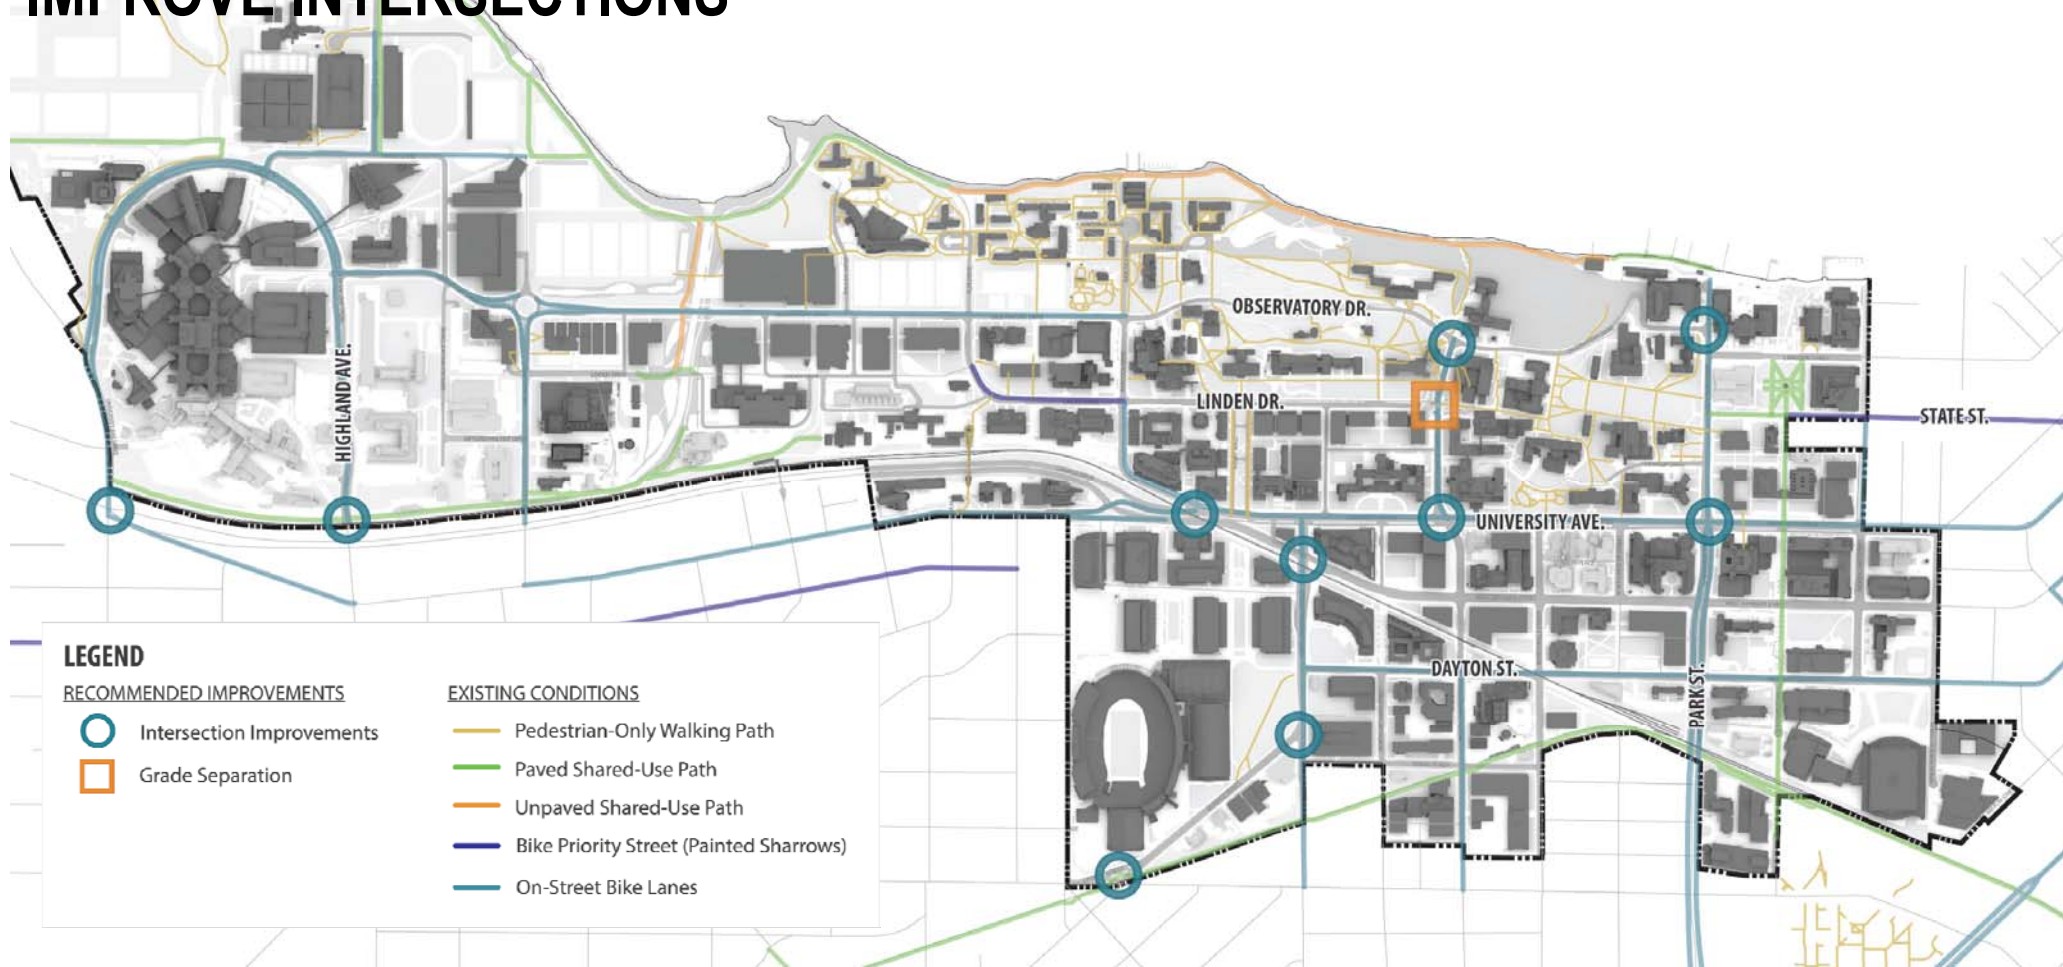 IMPROVE INTERSECTIONS
OBSERVATORY DR.
HIGHLAND AVE.
LINDEN DR.
STATE ST.
UNIVERSITY AVE.
DAYTON ST.
PARK ST.
LEGEND
RECOMMENDED IMPROVEMENTS
Intersection Improvements
Grade Separation
EXISTING CONDITIONS
Pedestrian-Only Walking Path
Paved Shared-Use Path
Unpaved Shared-Use Path
Bike Priority Street (Painted Sharrows)
On-Street Bike Lanes